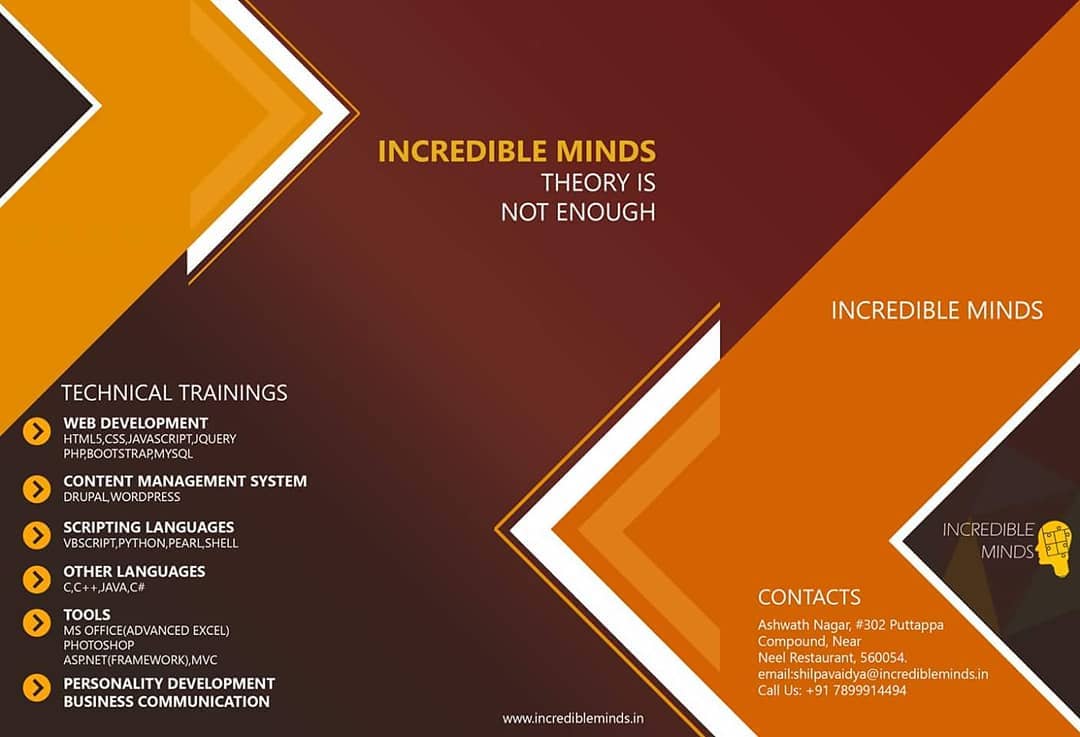 INCREDIBLE MINDS
THEORY IS
NOT ENOUGH
TECHNICAL TRAININGS
WEB DEVELOPMENT
HTML5,CSS,JAVASCRIPT,JQUERY
PHP,BOOTSTRAP,MYSQL
CONTENT MANAGEMENT SYSTEM
DRUPAL,WORDPRESS
SCRIPTING LANGUAGES
VBSCRIPT,PYTHON,PEARL,SHELL
OTHER LANGUAGES
C,C++,JAVA,C#
TOOLS
MS OFFICE(ADVANCED EXCEL)
PHOTOSHOP
ASP.NET(FRAMEWORK),MVC
PERSONALITY DEVELOPMENT
BUSINESS COMMUNICATION
www.incredibleminds.in
INCREDIBLE MINDS
INCREDIBLE
MINDS
CONTACTS
Ashwath Nagar, #302 Puttappa
Compound, Near
Neel Restaurant, 560054.
email:shilpavaidya@incredibleminds.in
Call Us: +91 7899914494